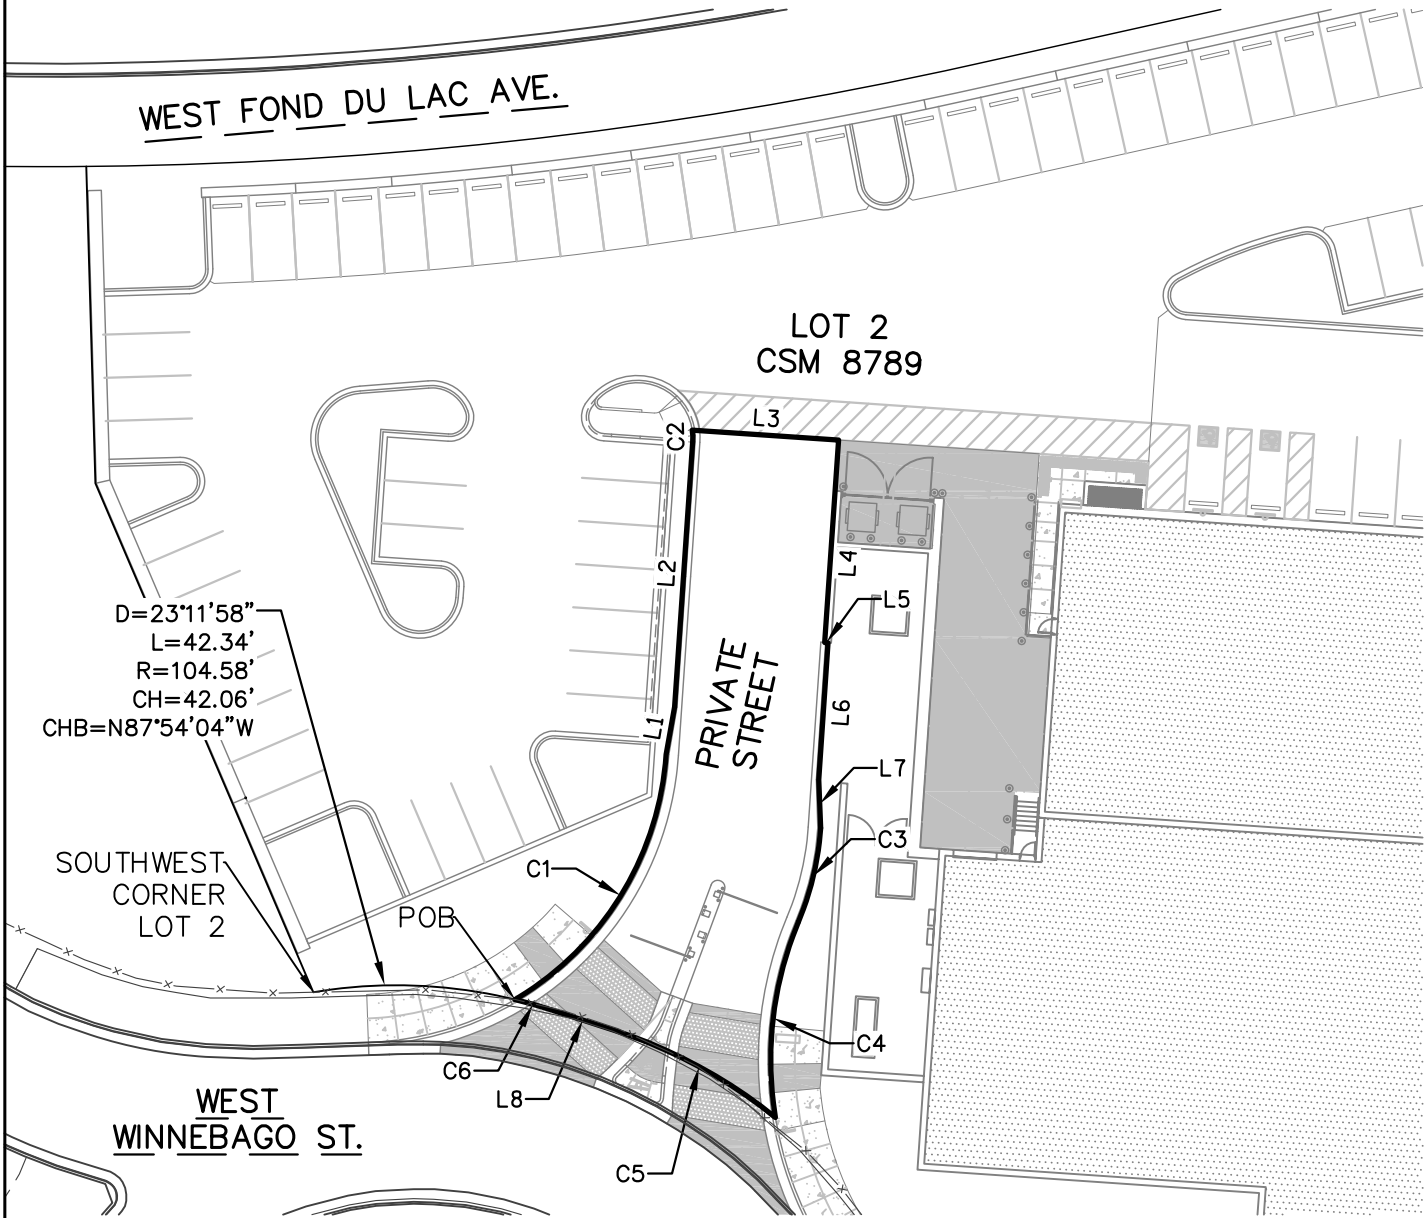 WEST FOND DU LAC AVE.
LOT 2
CSM 8789
L3
C2
L4
L2
L5
D=23°11'58"
L=42.34'
R=104.58'
CH=42.06'
CHB=N87°54'04"W
PRIVATE
STREET
L1
L6
L7
C3
SOUTHWEST
CORNER
LOT 2
C1
POB
C4
C6
L8
C5
WEST
WINNEBAGO ST.